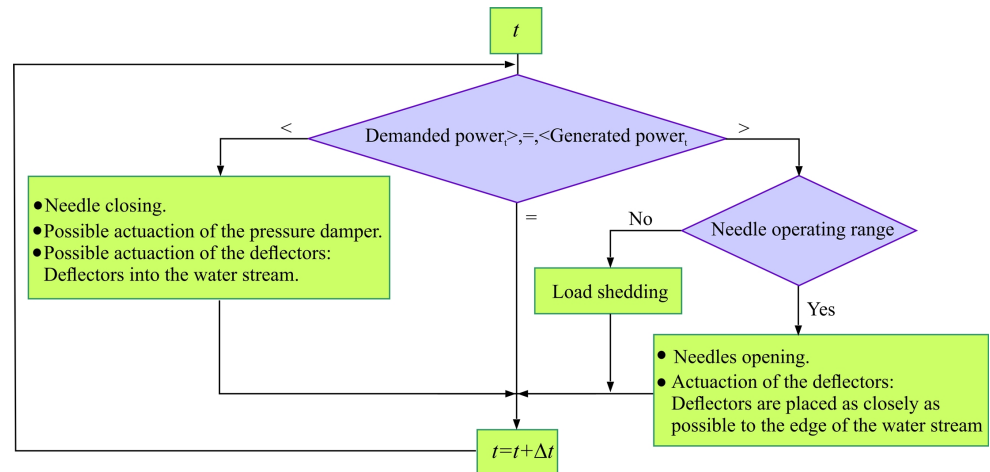 t
Demanded powerₜ>,=,<Generated powerₜ
<
>
=
●Needle closing.
●Possible actuaction of the pressure damper.
●Possible actuaction of the deflectors:
Deflectors into the water stream.
No
Needle operating range
Load shedding
Yes
● Needles opening.
● Actuaction of the deflectors:
Deflectors are placed as closely as
possible to the edge of the water stream
t=t+Δt